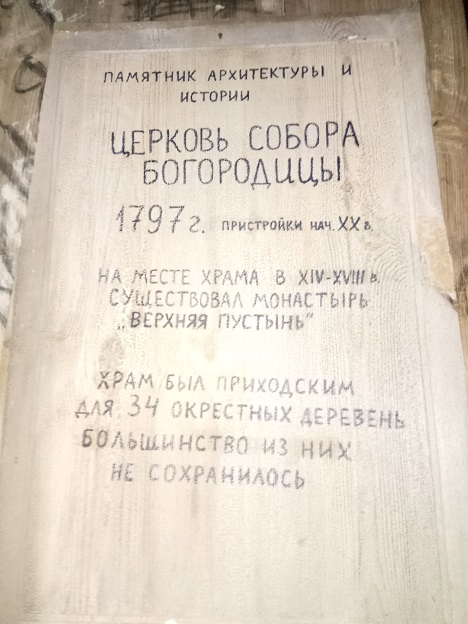 ПАМЯТНИК АРХИТЕКТУРЫ И
ИСТОРИИ
ЦЕРКОВЬ СОБОРА
БОГОРОДИЦЫ
1797 г. ПРИСТРОЙКИ НАЧ. XX в.
НА МЕСТЕ ХРАМА В XIV-XVIII в.
СУЩЕСТВОВАЛ МОНАСТЫРЬ
„ВЕРХНЯЯ ПУСТЫНЬ"
ХРАМ БЫЛ ПРИХОДСКИМ
ДЛЯ 34 ОКРЕСТНЫХ ДЕРЕВЕНЬ
БОЛЬШИНСТВО ИЗ НИХ
НЕ СОХРАНИЛОСЬ